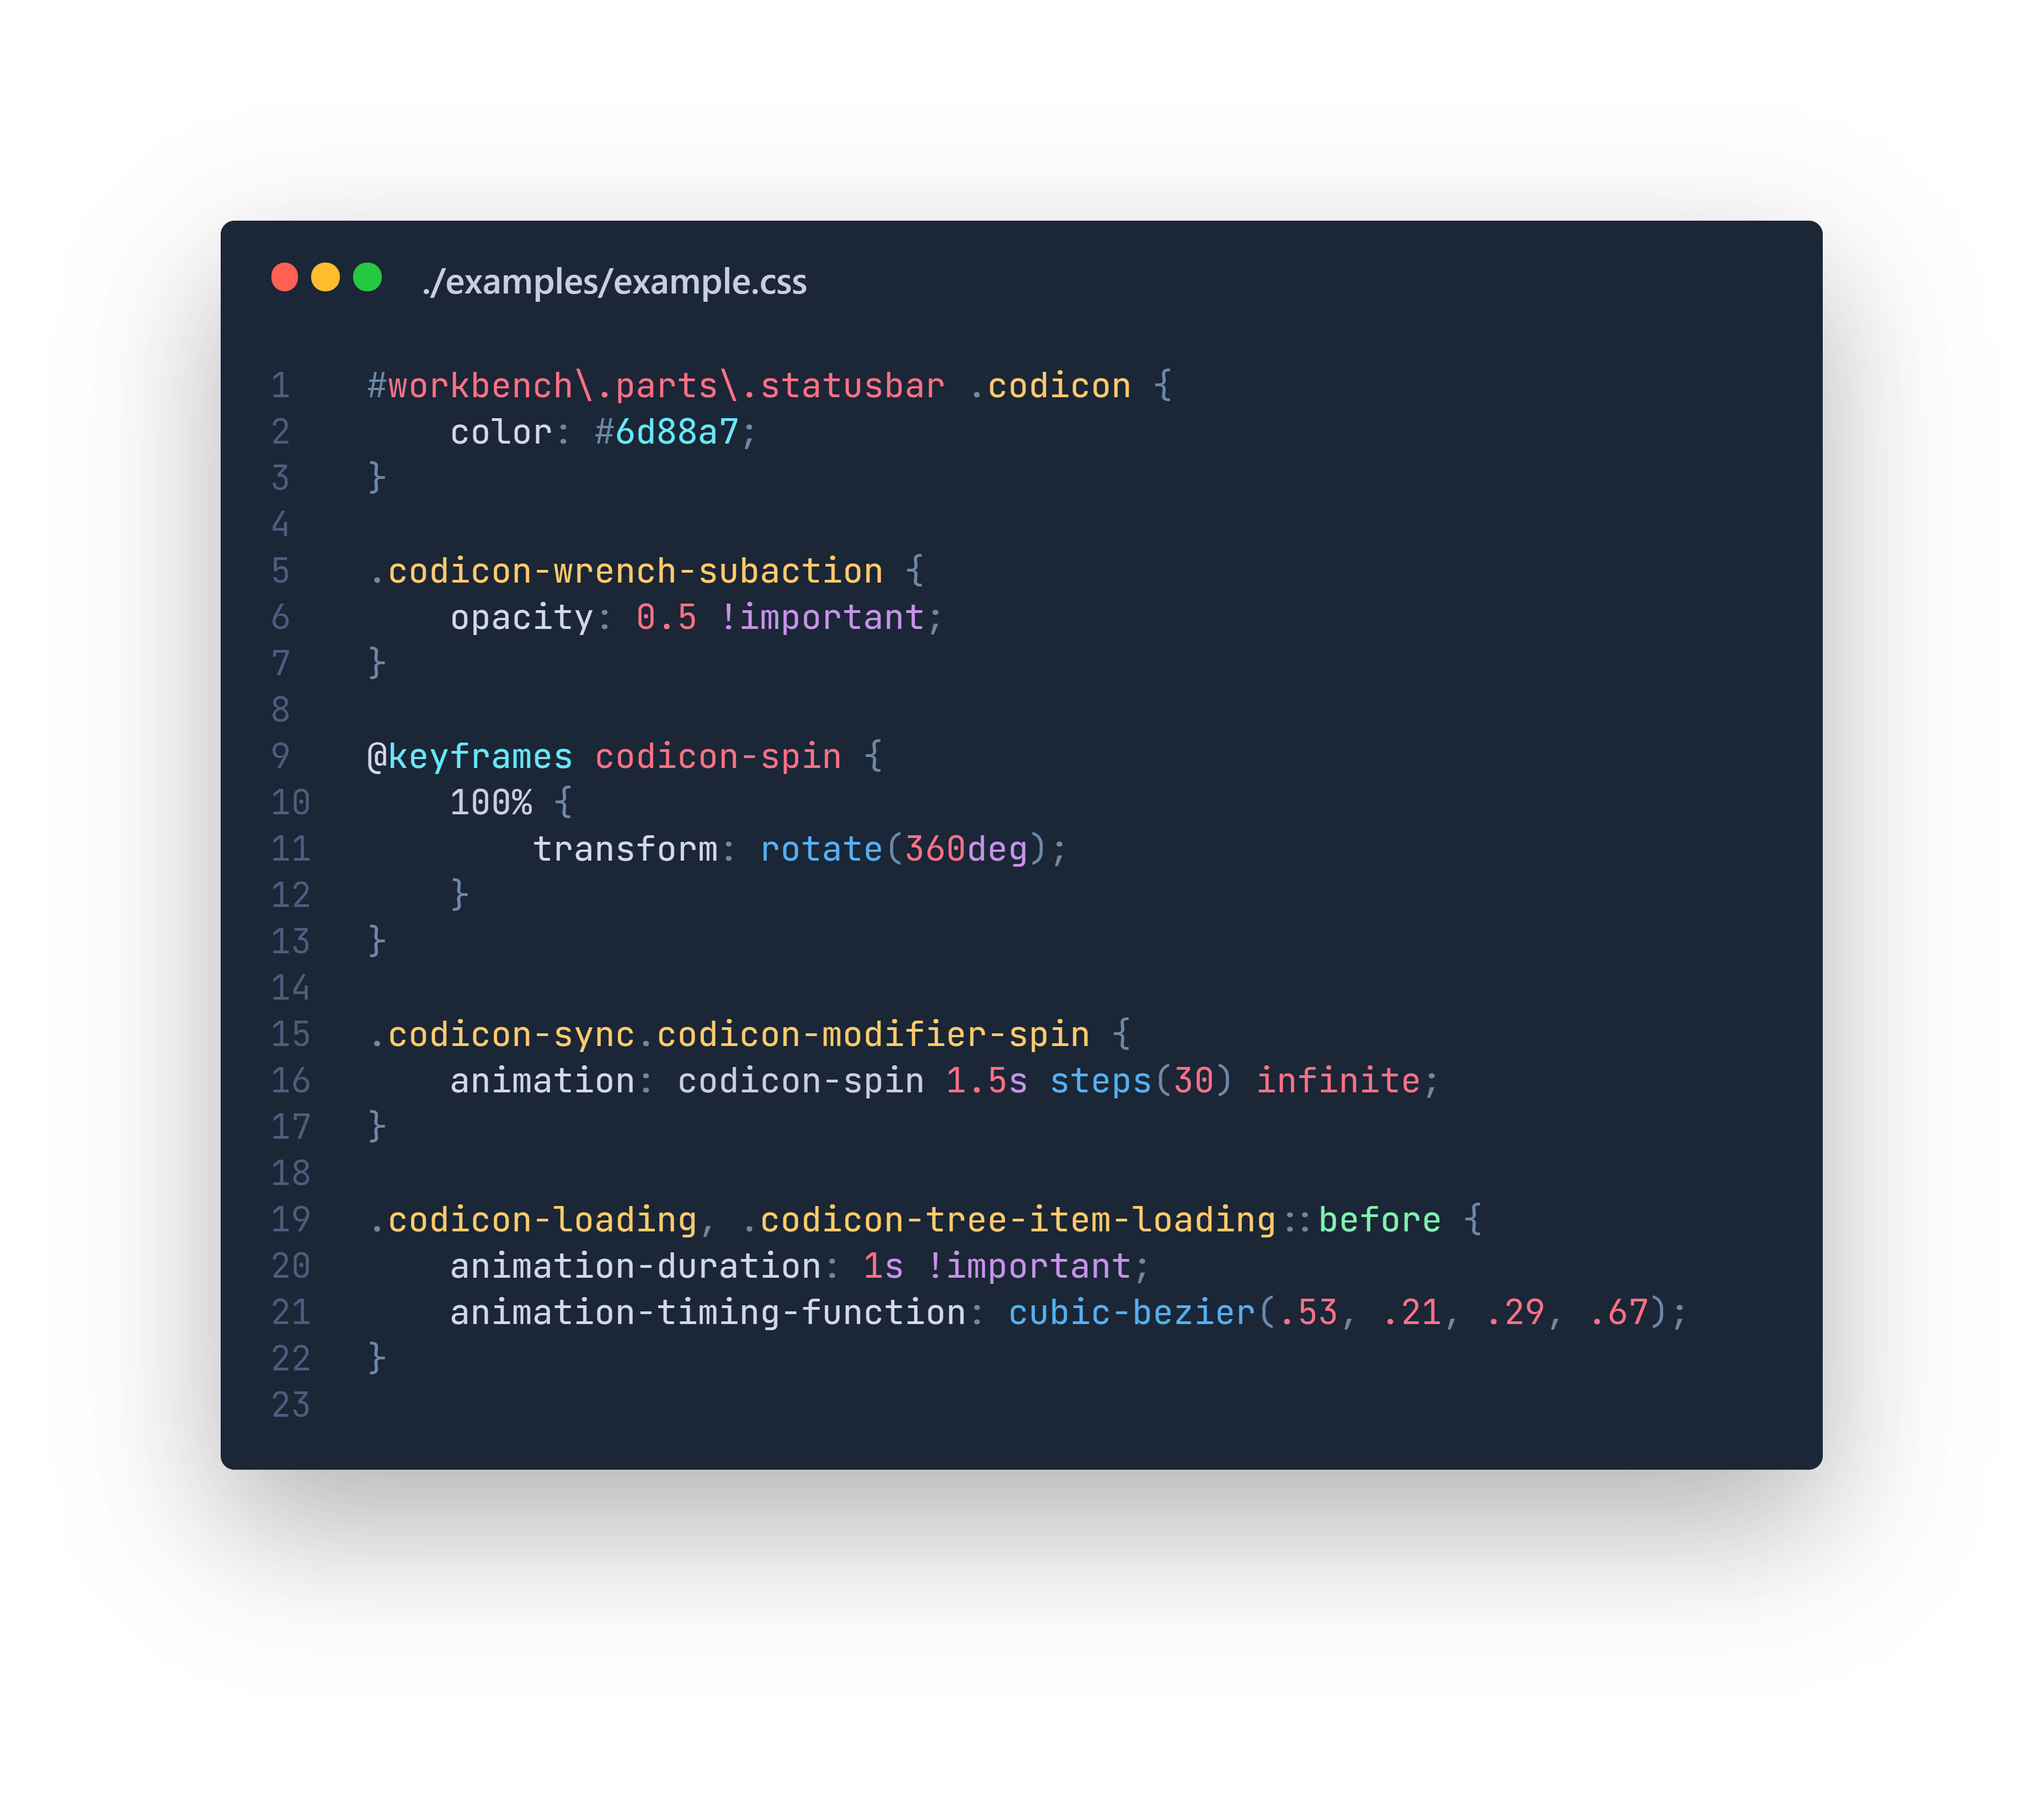 ./examples/example.css
1 #workbench\.parts\.statusbar .codicon {
2     color: #6d88a7;
3 }
4
5 .codicon-wrench-subaction {
6     opacity: 0.5 !important;
7 }
8
9 @keyframes codicon-spin {
10     100% {
11         transform: rotate(360deg);
12     }
13 }
14
15 .codicon-sync.codicon-modifier-spin {
16     animation: codicon-spin 1.5s steps(30) infinite;
17 }
18
19 .codicon-loading, .codicon-tree-item-loading::before {
20     animation-duration: 1s !important;
21     animation-timing-function: cubic-bezier(.53, .21, .29, .67);
22 }
23